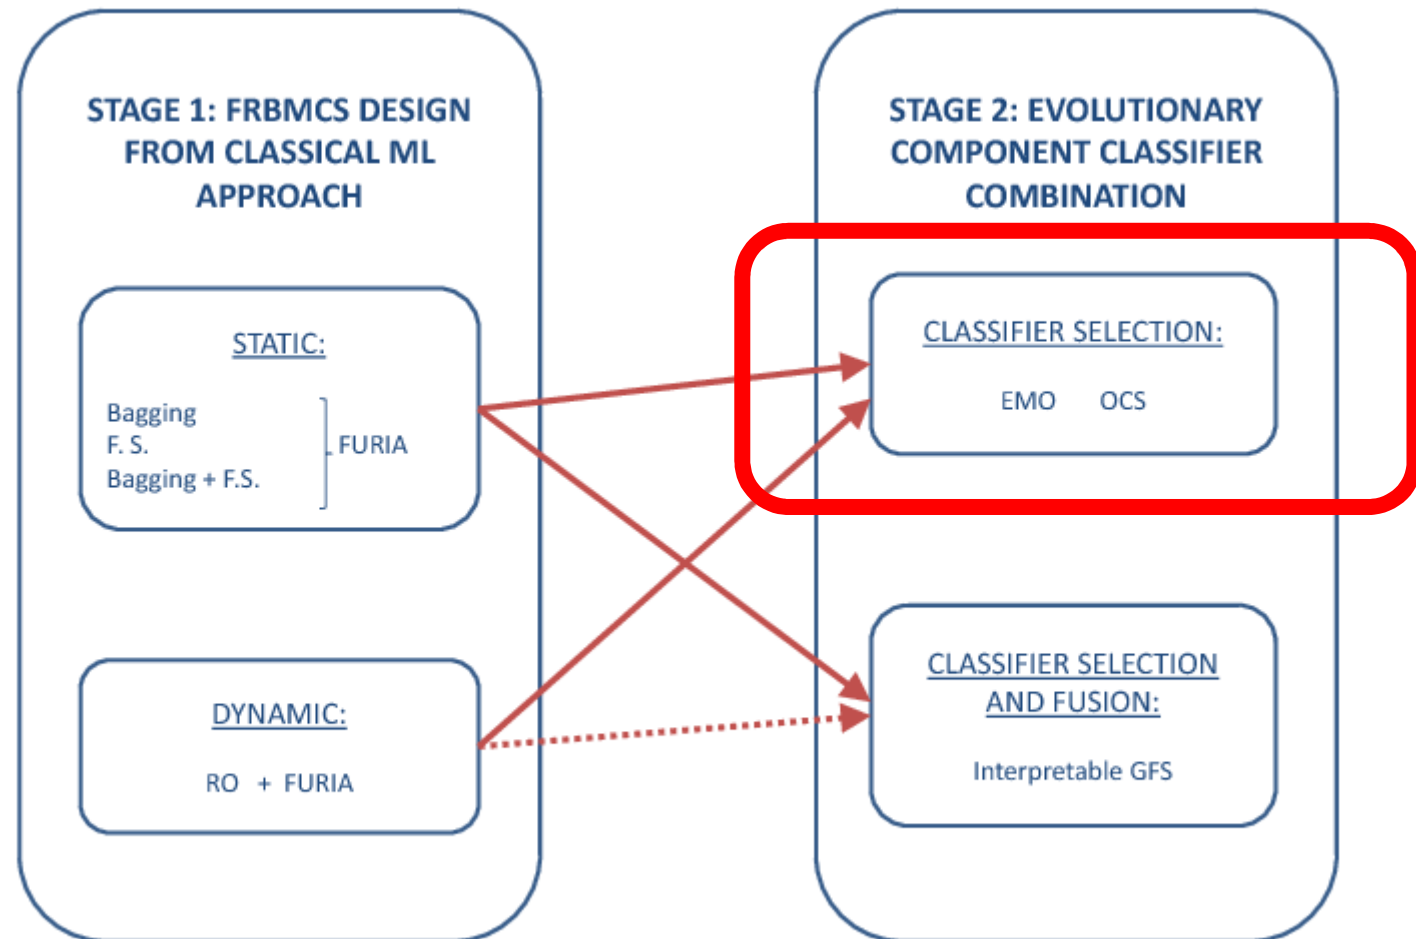 STAGE 1: FRBMCS DESIGN
FROM CLASSICAL ML
APPROACH
STATIC:
Bagging
F. S.
Bagging + F.S.
FURIA
DYNAMIC:
RO + FURIA
STAGE 2: EVOLUTIONARY
COMPONENT CLASSIFIER
COMBINATION
CLASSIFIER SELECTION:
EMO OCS
CLASSIFIER SELECTION
AND FUSION:
Interpretable GFS